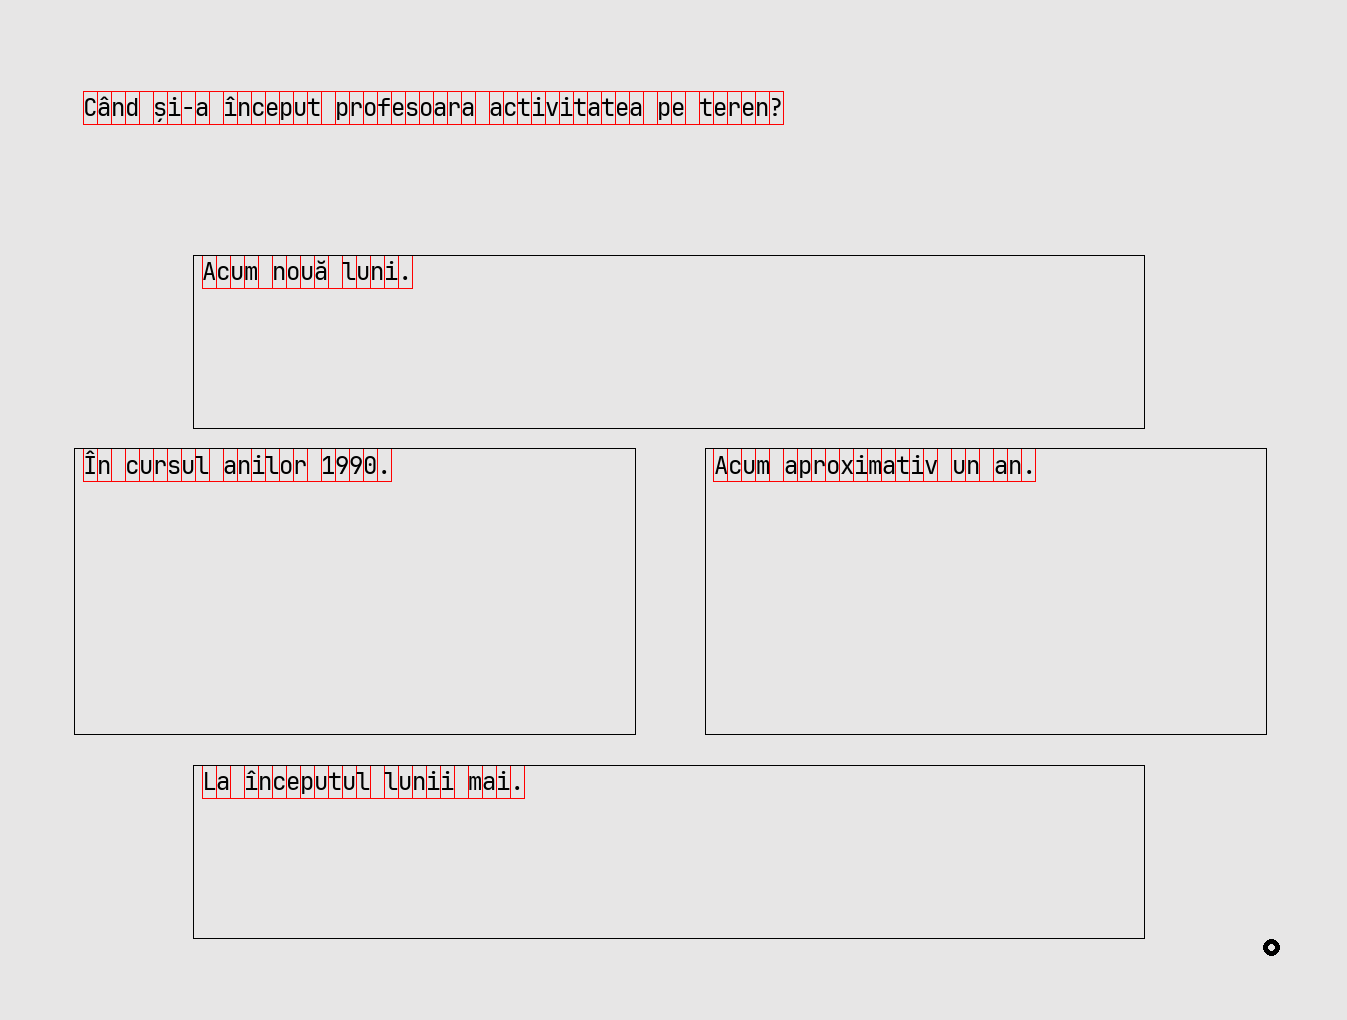 Când și-a început profesoara activitatea pe teren?
Acum nouă luni.
În cursul anilor 1990.
Acum aproximativ un an.
La începutul lunii mai.